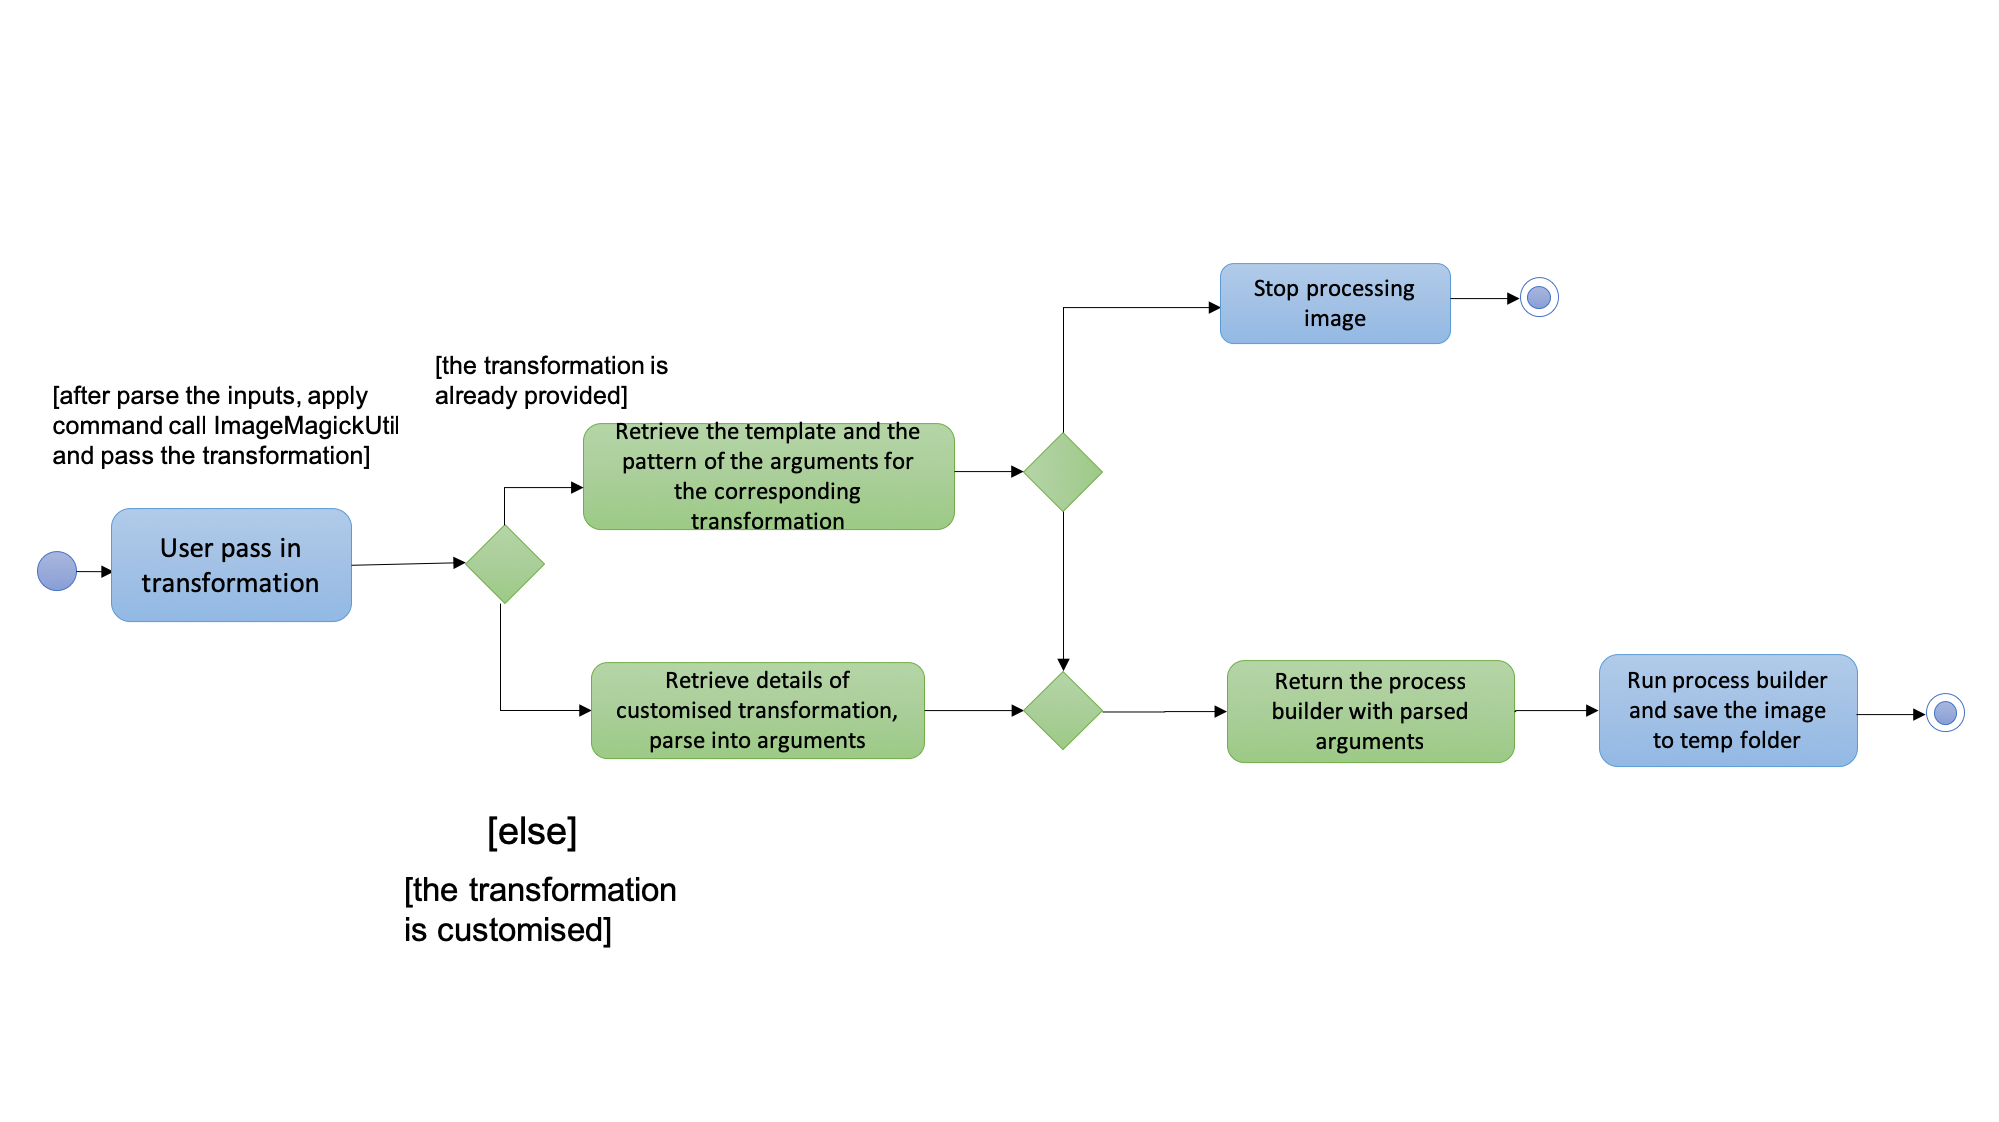 [after parse the inputs, apply
command call ImageMagickUtil
and pass the transformation]
User pass in
transformation
[the transformation is
already provided]
Retrieve the template and the
pattern of the arguments for
the corresponding
transformation
Stop processing
image
Retrieve details of
customised transformation,
parse into arguments
Return the process
builder with parsed
arguments
Run process builder
and save the image
to temp folder
[else]
[the transformation
is customised]